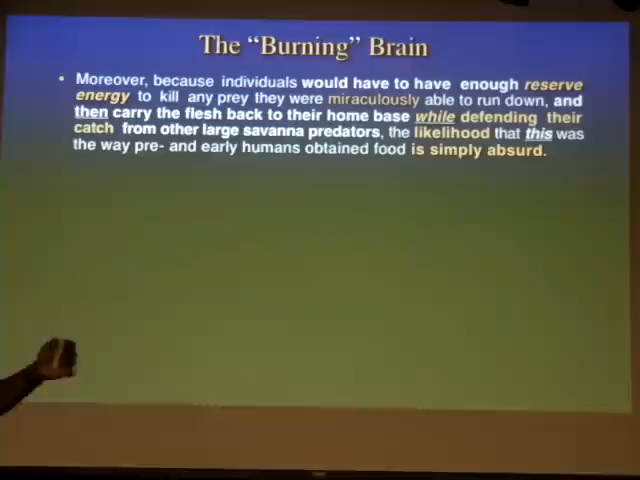 The “Burning” Brain
• Moreover, because individuals would have to have enough reserve
energy to kill any prey they were miraculously able to run down, and
then carry the flesh back to their home base while defending their
catch from other large savanna predators, the likelihood that this was
the way pre- and early humans obtained food is simply absurd.